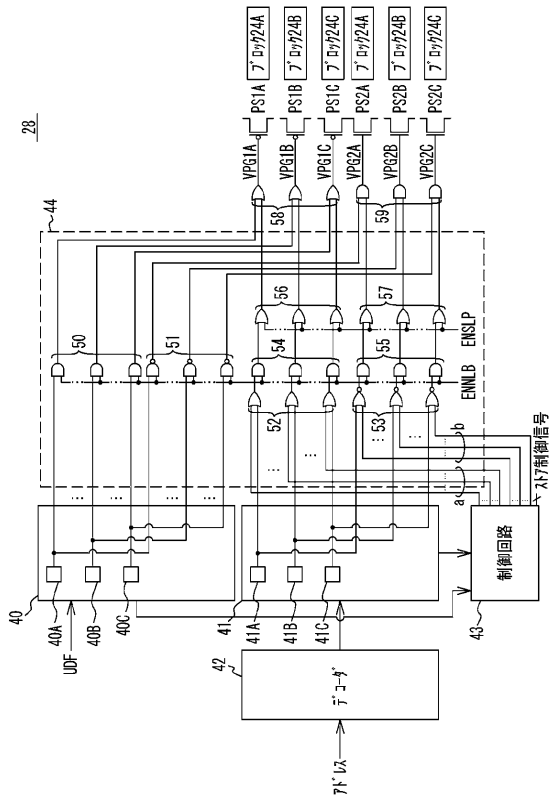 28
44
UDF
40
40A
40B
40C
41
41A
41B
41C
アドレス
42
デコーダ
43
制御回路
ストア制御信号
a
b
50
51
52
53
54
55
56
57
58
59
ENNLB
ENSLP
VPG1A PS1A ブロック24A
VPG1B PS1B ブロック24B
VPG1C PS1C ブロック24C
VPG2A PS2A ブロック24A
VPG2B PS2B ブロック24B
VPG2C PS2C ブロック24C